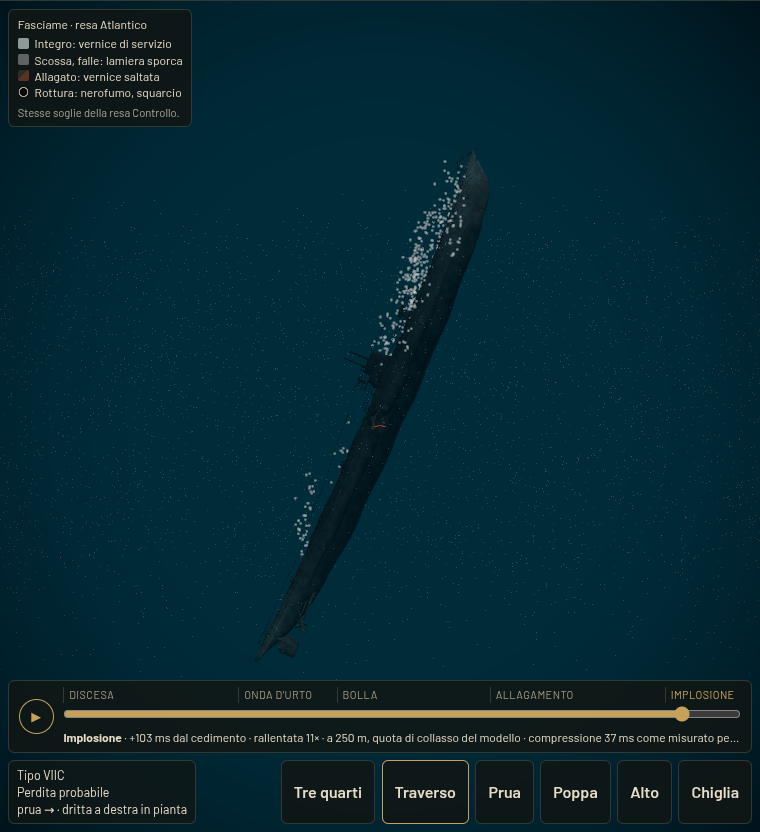 Fasciame · resa Atlantico
Integro: vernice di servizio
Scossa, falle: lamiera sporca
Allagato: vernice saltata
Rottura: nerofumo, squarcio
Stesse soglie della resa Controllo.
DISCESA
ONDA D'URTO
BOLLA
ALLAGAMENTO
IMPLOSIONE
Implosione · +103 ms dal cedimento · rallentata 11× · a 250 m, quota di collasso del modello · compressione 37 ms come misurato pe…
Tipo VIIC
Perdita probabile
prua → · dritta a destra in pianta
Tre quarti
Traverso
Prua
Poppa
Alto
Chiglia